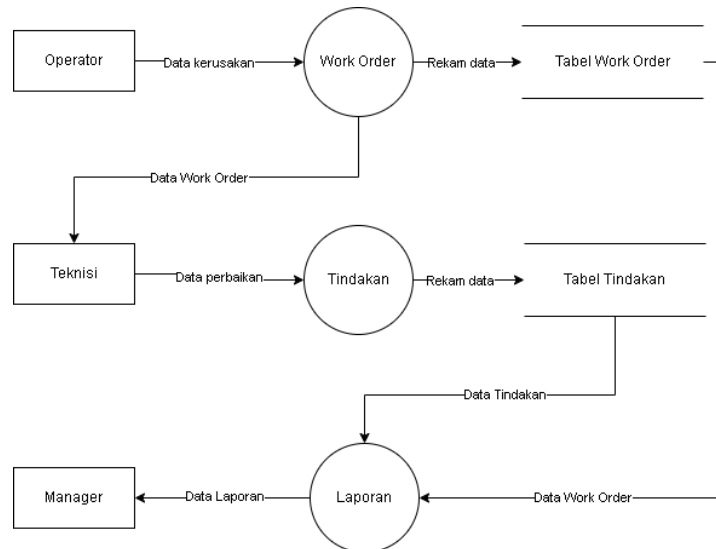 Operator
Data kerusakan
Work Order
Rekam data
Tabel Work Order
Data Work Order
Teknisi
Data perbaikan
Tindakan
Rekam data
Tabel Tindakan
Data Tindakan
Manager
Data Laporan
Laporan
Data Work Order